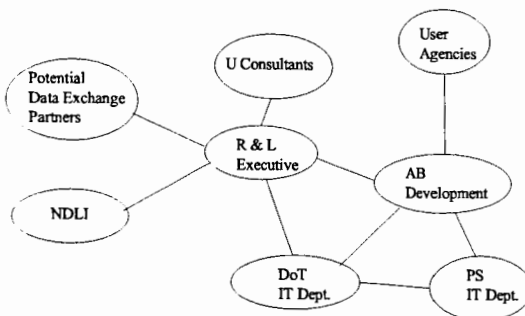 User
Agencies
U Consultants
Potential
Data Exchange
Partners
R & L
Executive
AB
Development
NDLI
DoT
IT Dept.
PS
IT Dept.